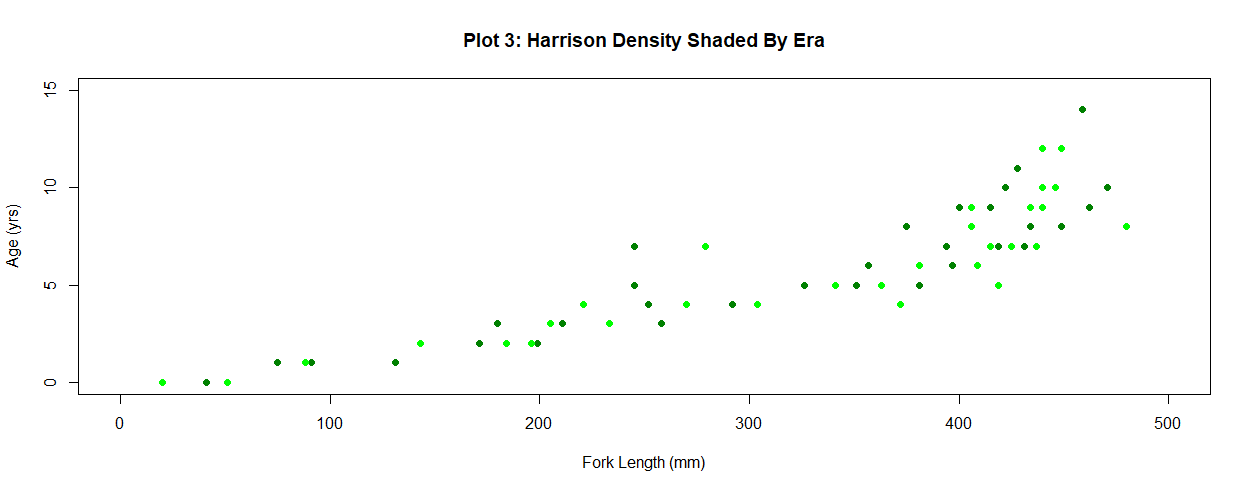 Plot 3: Harrison Density Shaded By Era
15
10
5
0
Age (yrs)
0 100 200 300 400 500
Fork Length (mm)